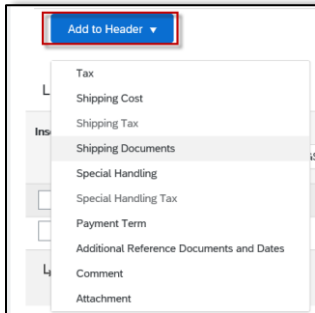 Add to Header ▼
Tax
Shipping Cost
Shipping Tax
Shipping Documents
Special Handling
Special Handling Tax
Payment Term
Additional Reference Documents and Dates
Comment
Attachment